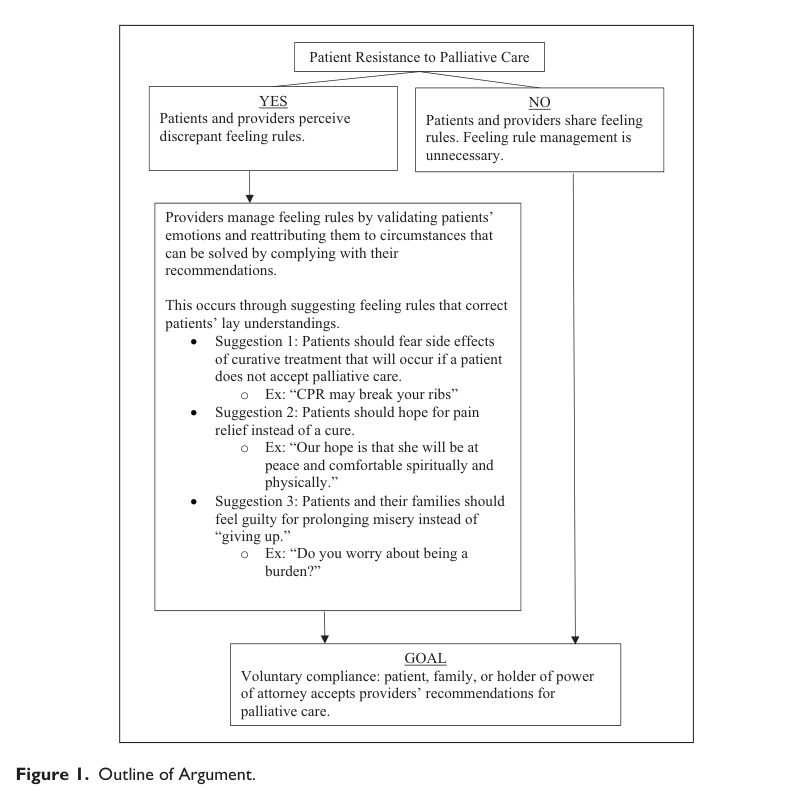 Patient Resistance to Palliative Care
YES
Patients and providers perceive
discrepant feeling rules.
NO
Patients and providers share feeling
rules. Feeling rule management is
unnecessary.
Providers manage feeling rules by validating patients’
emotions and reattributing them to circumstances that
can be solved by complying with their
recommendations.
This occurs through suggesting feeling rules that correct
patients’ lay understandings.
● Suggestion 1: Patients should fear side effects
of curative treatment that will occur if a patient
does not accept palliative care.
o Ex: “CPR may break your ribs”
● Suggestion 2: Patients should hope for pain
relief instead of a cure.
o Ex: “Our hope is that she will be at
peace and comfortable spiritually and
physically.”
● Suggestion 3: Patients and their families should
feel guilty for prolonging misery instead of
“giving up.”
o Ex: “Do you worry about being a
burden?”
GOAL
Voluntary compliance: patient, family, or holder of power
of attorney accepts providers’ recommendations for
palliative care.
Figure 1. Outline of Argument.